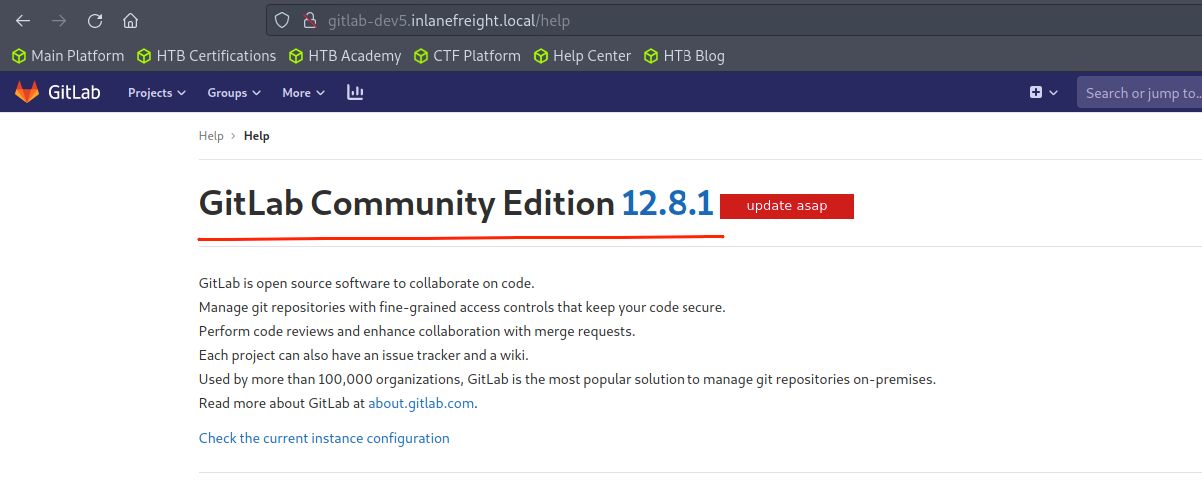 gitlab-dev5.inlanefreight.local/help
Main Platform HTB Certifications HTB Academy CTF Platform Help Center HTB Blog
GitLab Projects Groups More Search or jump to...
Help › Help
GitLab Community Edition 12.8.1 update asap
GitLab is open source software to collaborate on code.
Manage git repositories with fine-grained access controls that keep your code secure.
Perform code reviews and enhance collaboration with merge requests.
Each project can also have an issue tracker and a wiki.
Used by more than 100,000 organizations, GitLab is the most popular solution to manage git repositories on-premises.
Read more about GitLab at about.gitlab.com.
Check the current instance configuration